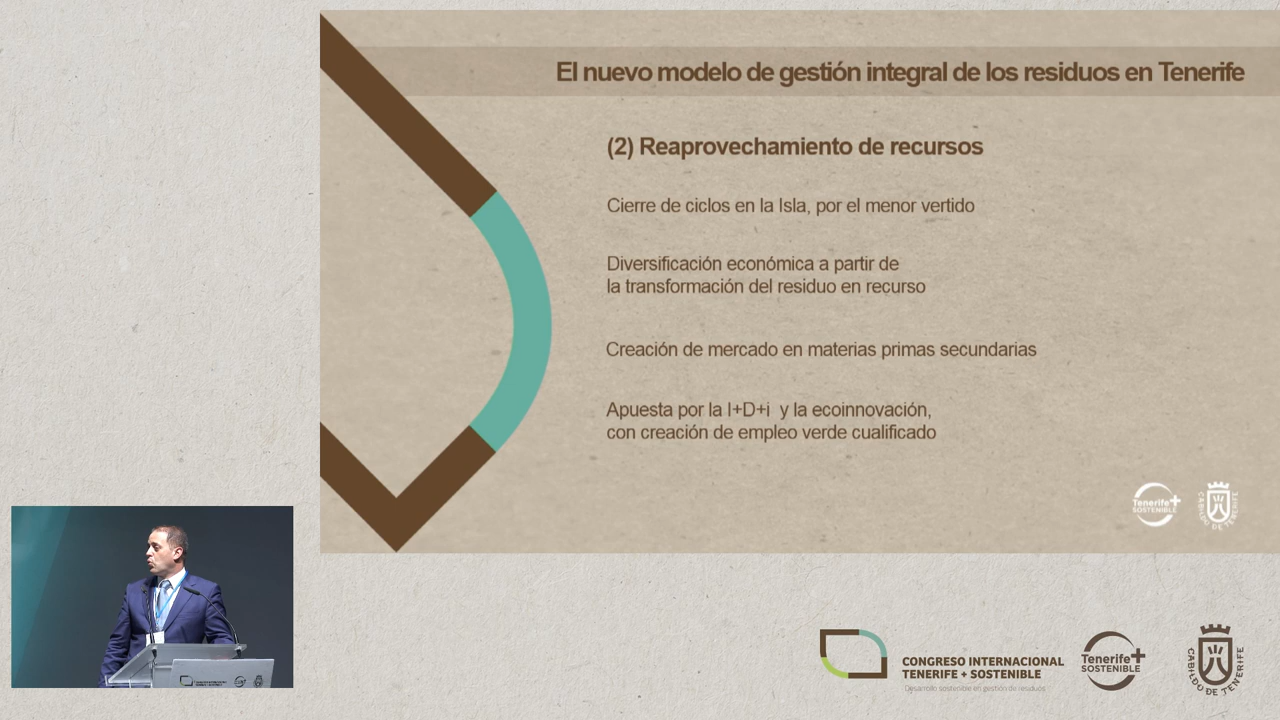 El nuevo modelo de gestión integral de los residuos en Tenerife
(2) Reaprovechamiento de recursos
Cierre de ciclos en la Isla, por el menor vertido
Diversificación económica a partir de
la transformación del residuo en recurso
Creación de mercado en materias primas secundarias
Apuesta por la I+D+i y la ecoinnovación,
con creación de empleo verde cualificado
Tenerife+
SOSTENIBLE
CABILDO DE TENERIFE
CONGRESO INTERNACIONAL
TENERIFE + SOSTENIBLE
Desarrollo sostenible en gestión de residuos
Tenerife+
SOSTENIBLE
CABILDO DE TENERIFE